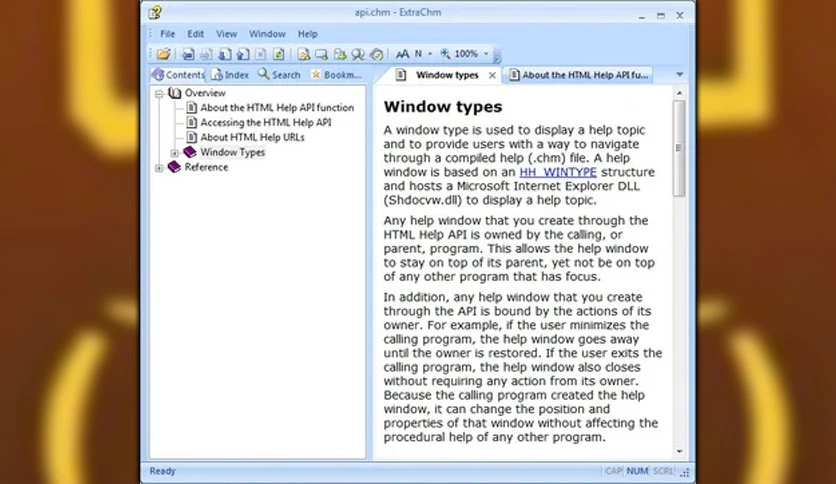 api.chm - ExtraChm
File Edit View Window Help
AA N 100%
Contents Index Search Bookm...
Window types About the HTML Help API fu...
Overview
About the HTML Help API function
Accessing the HTML Help API
About HTML Help URLs
Window Types
Reference
Window types
A window type is used to display a help topic
and to provide users with a way to navigate
through a compiled help (.chm) file. A help
window is based on an HH_WINTYPE structure
and hosts a Microsoft Internet Explorer DLL
(Shdocvw.dll) to display a help topic.
Any help window that you create through the
HTML Help API is owned by the calling, or
parent, program. This allows the help window
to stay on top of its parent, yet not be on top
of any other program that has focus.
In addition, any help window that you create
through the API is bound by the actions of its
owner. For example, if the user minimizes the
calling program, the help window goes away
until the owner is restored. If the user exits the
calling program, the help window also closes
without requiring any action from its owner.
Because the calling program created the help
window, it can change the position and
properties of that window without affecting the
procedural help of any other program.
Ready
CAP NUM SCRL